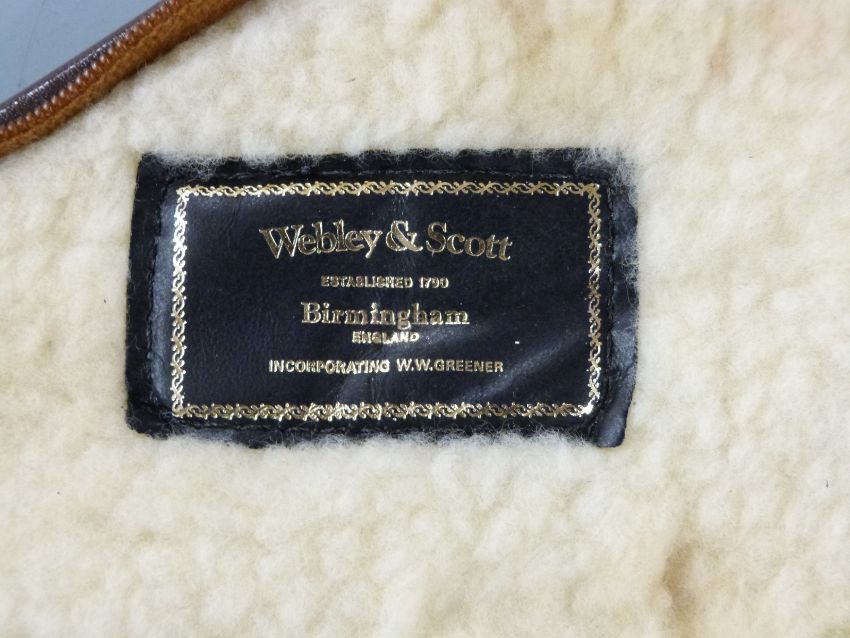 Webley & Scott
ESTABLISHED 1790
Birmingham
ENGLAND
INCORPORATING W.W.GREENER